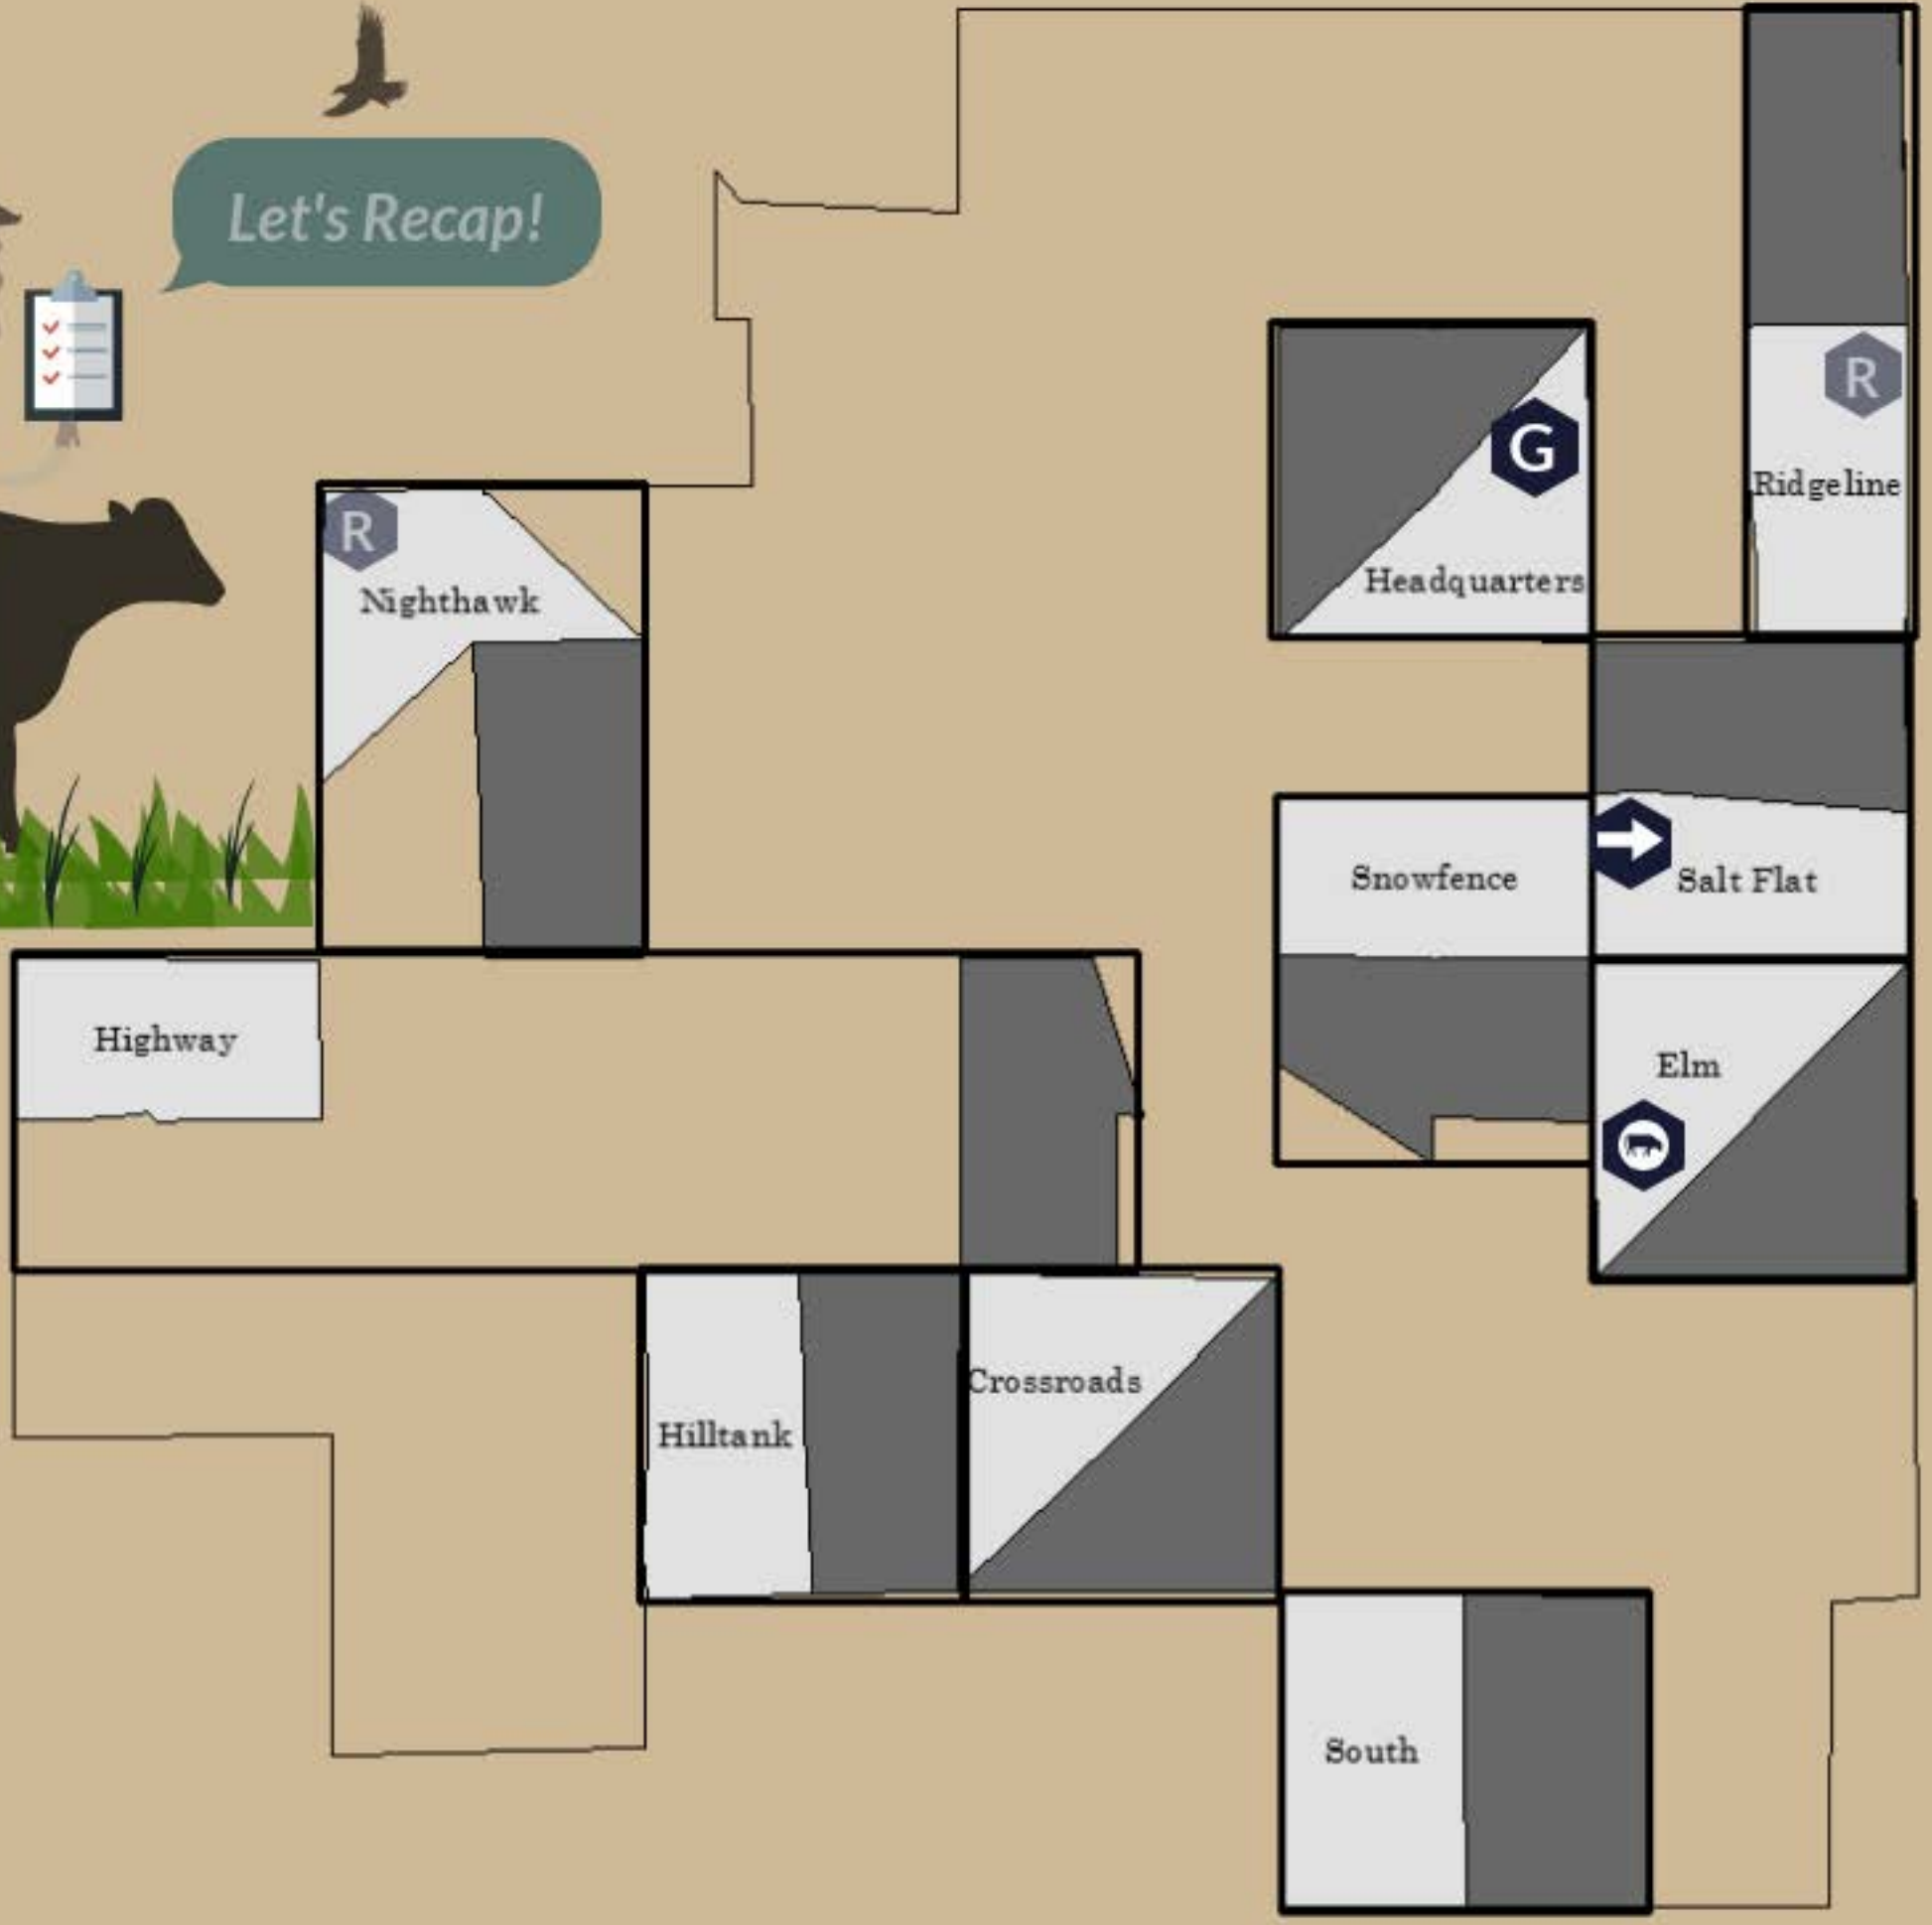 Let's Recap!
R
G
Ridgeline
Headquarters
R
Nighthawk
Snowfence
Salt Flat
Highway
Elm
Crossroads
Hilltank
South